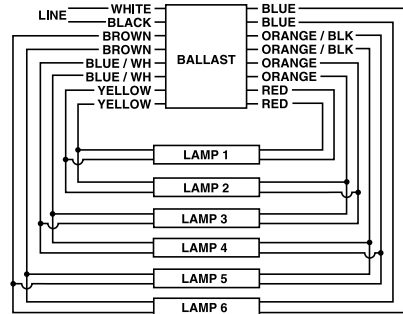 LINE
WHITE
BLACK
BROWN
BROWN
BLUE / WH
BLUE / WH
YELLOW
YELLOW
BALLAST
BLUE
BLUE
ORANGE / BLK
ORANGE / BLK
ORANGE
ORANGE
RED
RED
LAMP 1
LAMP 2
LAMP 3
LAMP 4
LAMP 5
LAMP 6